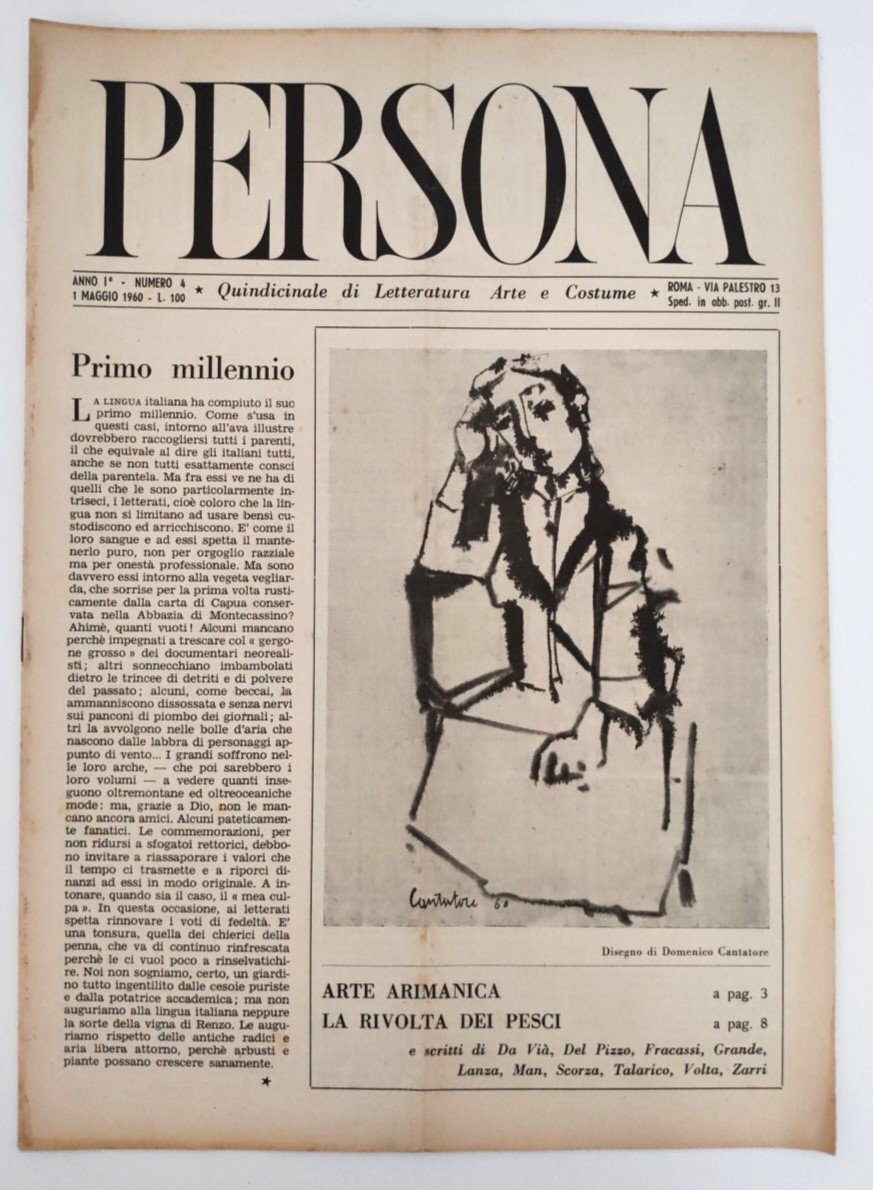 PERSONA
ANNO Iº - NUMERO 4
1 MAGGIO 1960 - L. 100
★ Quindicinale di Letteratura Arte e Costume ★
ROMA - VIA PALESTRO 13
Sped. in abb. post. gr. II
Primo millennio
LA LINGUA italiana ha compiuto il suo
primo millennio. Come s'usa in
questi casi, intorno all'ava illustre
dovrebbero raccogliersi tutti i parenti,
il che equivale al dire gli italiani tutti,
anche se non tutti esattamente consci
della parentela. Ma fra essi ve ne ha di
quelli che le sono particolarmente in-
triseci, i letterati, cioè coloro che la lin-
gua non si limitano ad usare bensì cu-
stodiscono ed arricchiscono. E' come il
loro sangue e ad essi spetta il mante-
nerlo puro, non per orgoglio razziale
ma per onestà professionale. Ma sono
davvero essi intorno alla vegeta vegliar-
da, che sorrise per la prima volta rusti-
camente dalla carta di Capua conser-
vata nella Abbazia di Montecassino?
Ahimè, quanti vuoti! Alcuni mancano
perchè impegnati a trescare col « gergo-
ne grosso » dei documentari neoreali-
sti; altri sonnecchiano imbambolati
dietro le trincee di detriti e di polvere
del passato; alcuni, come beccai, la
ammanniscono dissossata e senza nervi
sui panconi di piombo dei giornali; al-
tri la avvolgono nelle bolle d'aria che
nascono dalle labbra di personaggi ap-
punto di vento... I grandi soffrono nel-
le loro arche, — che poi sarebbero i
loro volumi — a vedere quanti inse-
guono oltremontane ed oltreoceaniche
mode: ma, grazie a Dio, non le man-
cano ancora amici. Alcuni pateticamen-
te fanatici. Le commemorazioni, per
non ridursi a sfogatoi rettorici, debbo-
no invitare a riassaporare i valori che
il tempo ci trasmette e a riporci di-
nanzi ad essi in modo originale. A in-
tonare, quando sia il caso, il « mea cul-
pa ». In questa occasione, ai letterati
spetta rinnovare i voti di fedeltà. E'
una tonsura, quella dei chierici della
penna, che va di continuo rinfrescata
perchè le ci vuol poco a rinselvatichi-
re. Noi non sogniamo, certo, un giardi-
no tutto ingentilito dalle cesoie puriste
e dalla potatrice accademica; ma non
auguriamo alla lingua italiana neppure
la sorte della vigna di Renzo. Le augu-
riamo rispetto delle antiche radici e
aria libera attorno, perchè arbusti e
piante possano crescere sanamente.
★
Cantatore 60
Disegno di Domenico Cantatore
ARTE ARIMANICA a pag. 3
LA RIVOLTA DEI PESCI a pag. 8
e scritti di Da Vià, Del Pizzo, Fracassi, Grande,
Lanza, Man, Scorza, Talarico, Volta, Zarri